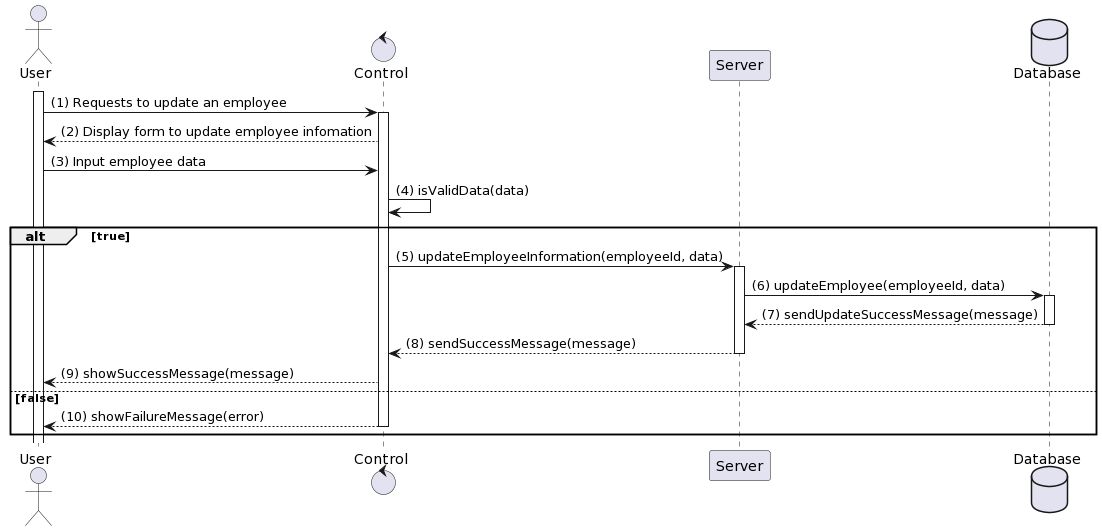 User
Control
Server
Database
(1) Requests to update an employee
(2) Display form to update employee infomation
(3) Input employee data
(4) isValidData(data)
alt [true]
(5) updateEmployeeInformation(employeeId, data)
(6) updateEmployee(employeeId, data)
(7) sendUpdateSuccessMessage(message)
(8) sendSuccessMessage(message)
(9) showSuccessMessage(message)
[false]
(10) showFailureMessage(error)
User
Control
Server
Database